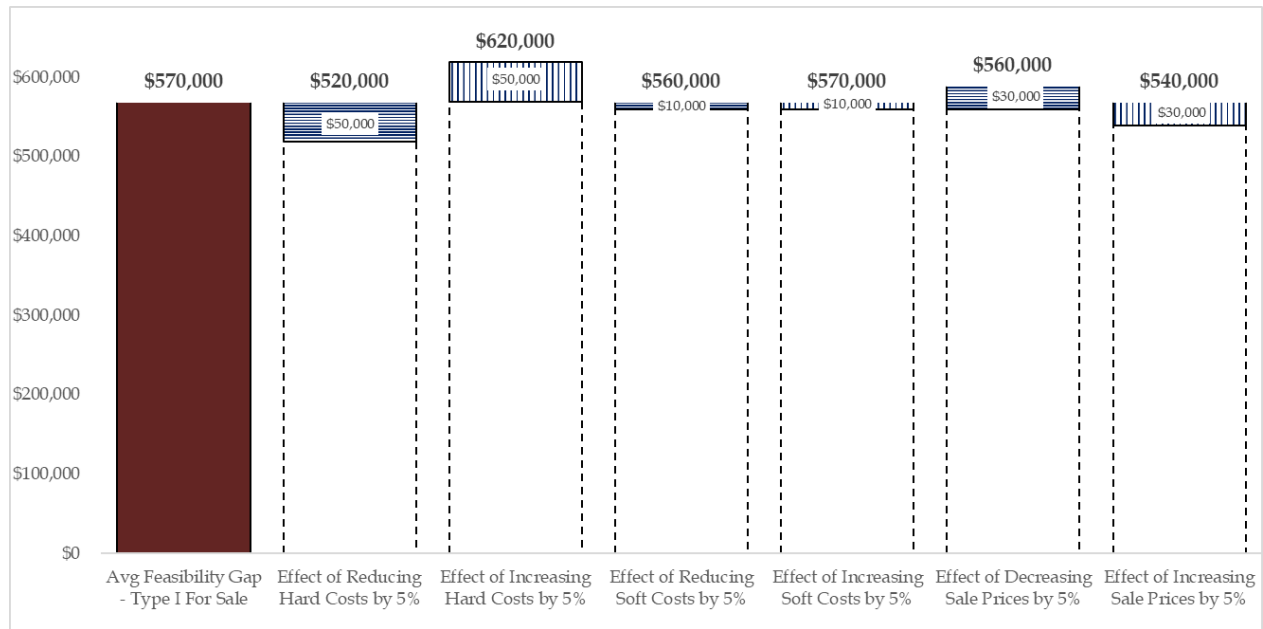 $620,000
$570,000
$520,000
$560,000
$570,000
$560,000
$540,000
$600,000
$500,000
$400,000
$300,000
$200,000
$100,000
$0
$50,000
$50,000
$10,000
$10,000
$30,000
$30,000
Avg Feasibility Gap
- Type I For Sale
Effect of Reducing
Hard Costs by 5%
Effect of Increasing
Hard Costs by 5%
Effect of Reducing
Soft Costs by 5%
Effect of Increasing
Soft Costs by 5%
Effect of Decreasing
Sale Prices by 5%
Effect of Increasing
Sale Prices by 5%